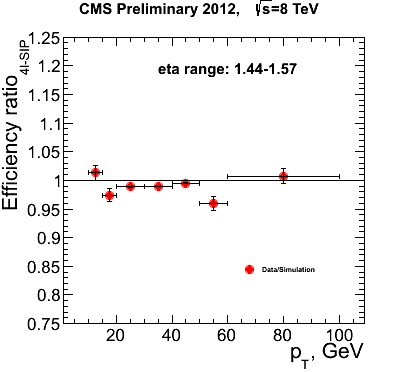 CMS Preliminary 2012, √s=8 TeV
Efficiency ratio 4l-SIP
1.25
1.2
1.15
1.1
1.05
1
0.95
0.9
0.85
0.8
0.75
eta range: 1.44-1.57
Data/Simulation
20 40 60 80 100
pT, GeV